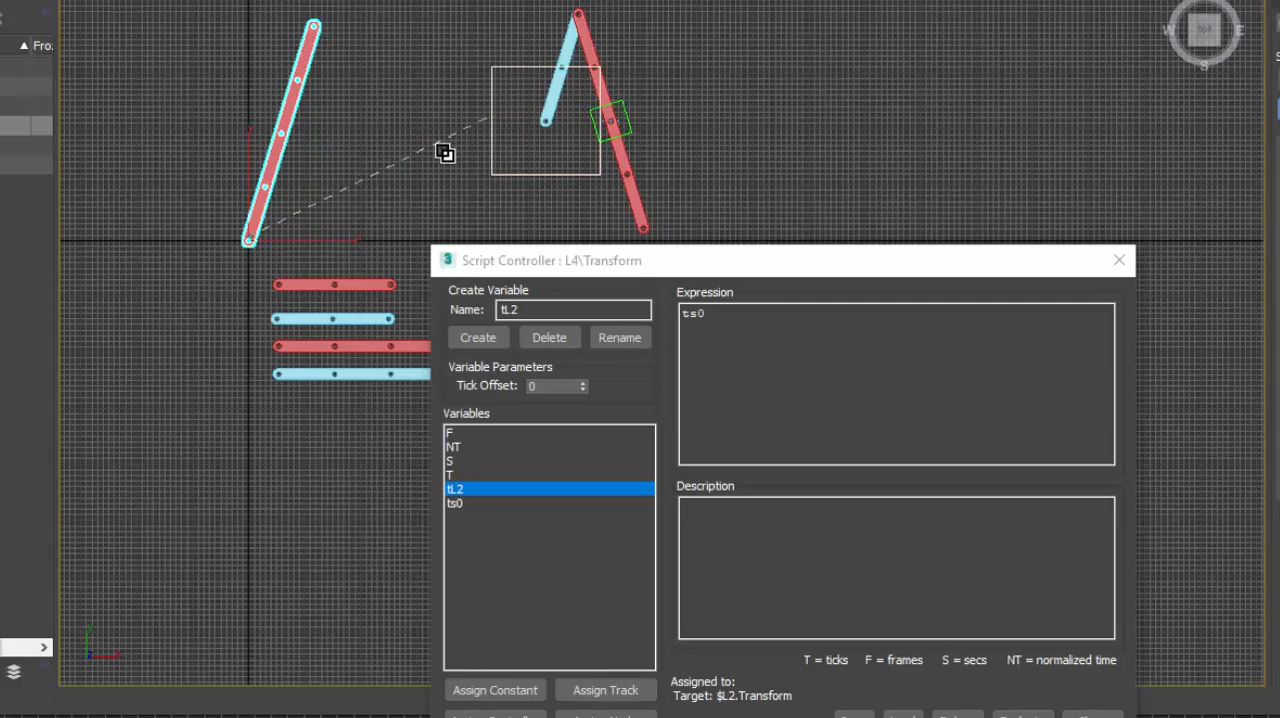 ▲ Fro:
W
E
S
Script Controller : L4\Transform
Create Variable
Name: tL2
Create Delete Rename
Variable Parameters
Tick Offset: 0
Variables
F
NT
S
T
tL2
ts0
Expression
ts0
Description
T = ticks F = frames S = secs NT = normalized time
Assign Constant Assign Track
Assigned to:
Target: $L2.Transform